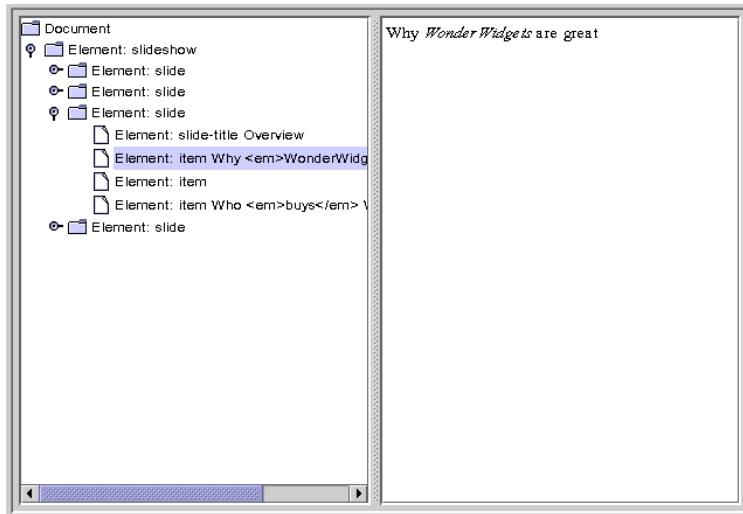 Document
Element: slideshow
Element: slide
Element: slide
Element: slide
Element: slide-title Overview
Element: item Why <em>WonderWidg
Element: item
Element: item Who <em>buys</em>
Element: slide
Why Wonder Widgets are great